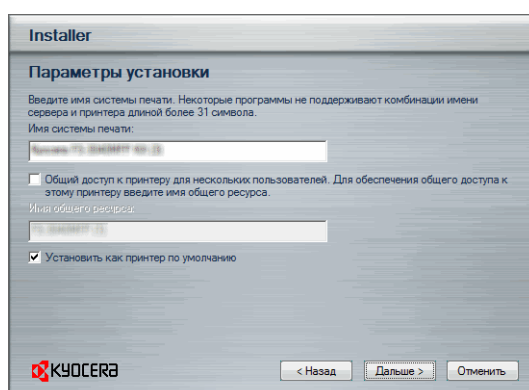 Installer
Параметры установки
Введите имя системы печати. Некоторые программы не поддерживают комбинации имени
сервера и принтера длиной более 31 символа.
Имя системы печати:
Общий доступ к принтеру для нескольких пользователей. Для обеспечения общего доступа к
этому принтеру введите имя общего ресурса.
Имя общего ресурса:
Установить как принтер по умолчанию
KYOCERA
< Назад
Дальше >
Отменить